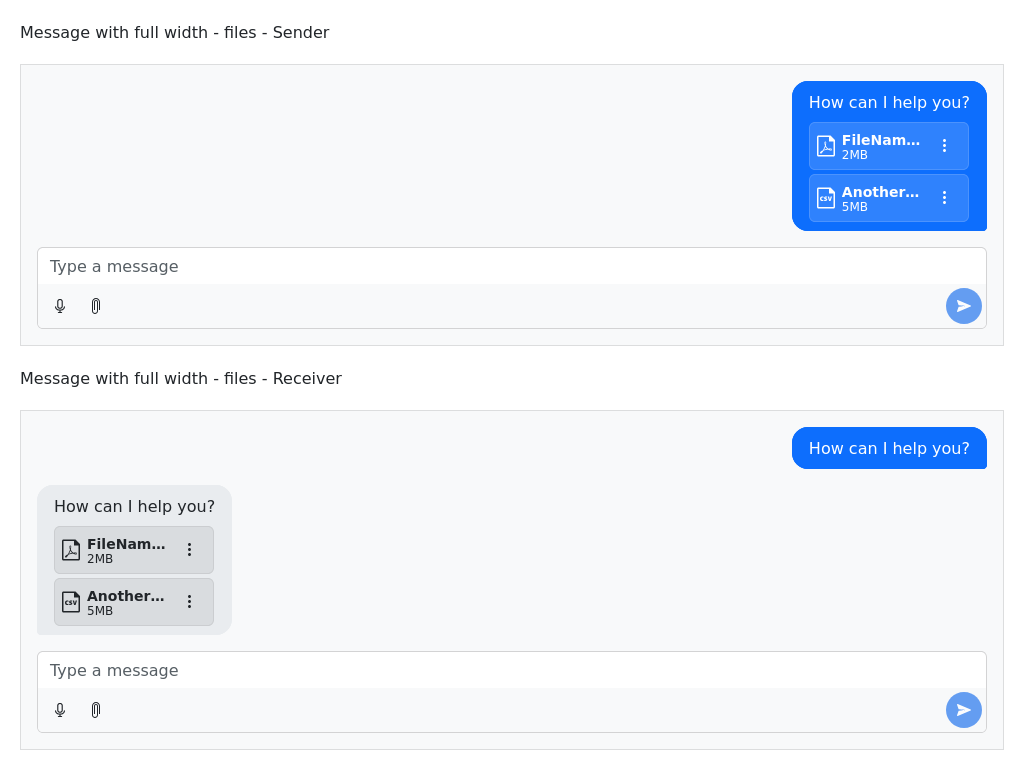 Message with full width - files - Sender
How can I help you?
FileNam...
2MB
CSV
Another...
5MB
Type a message
Message with full width - files - Receiver
How can I help you?
How can I help you?
FileNam...
2MB
CSV
Another...
5MB
Type a message